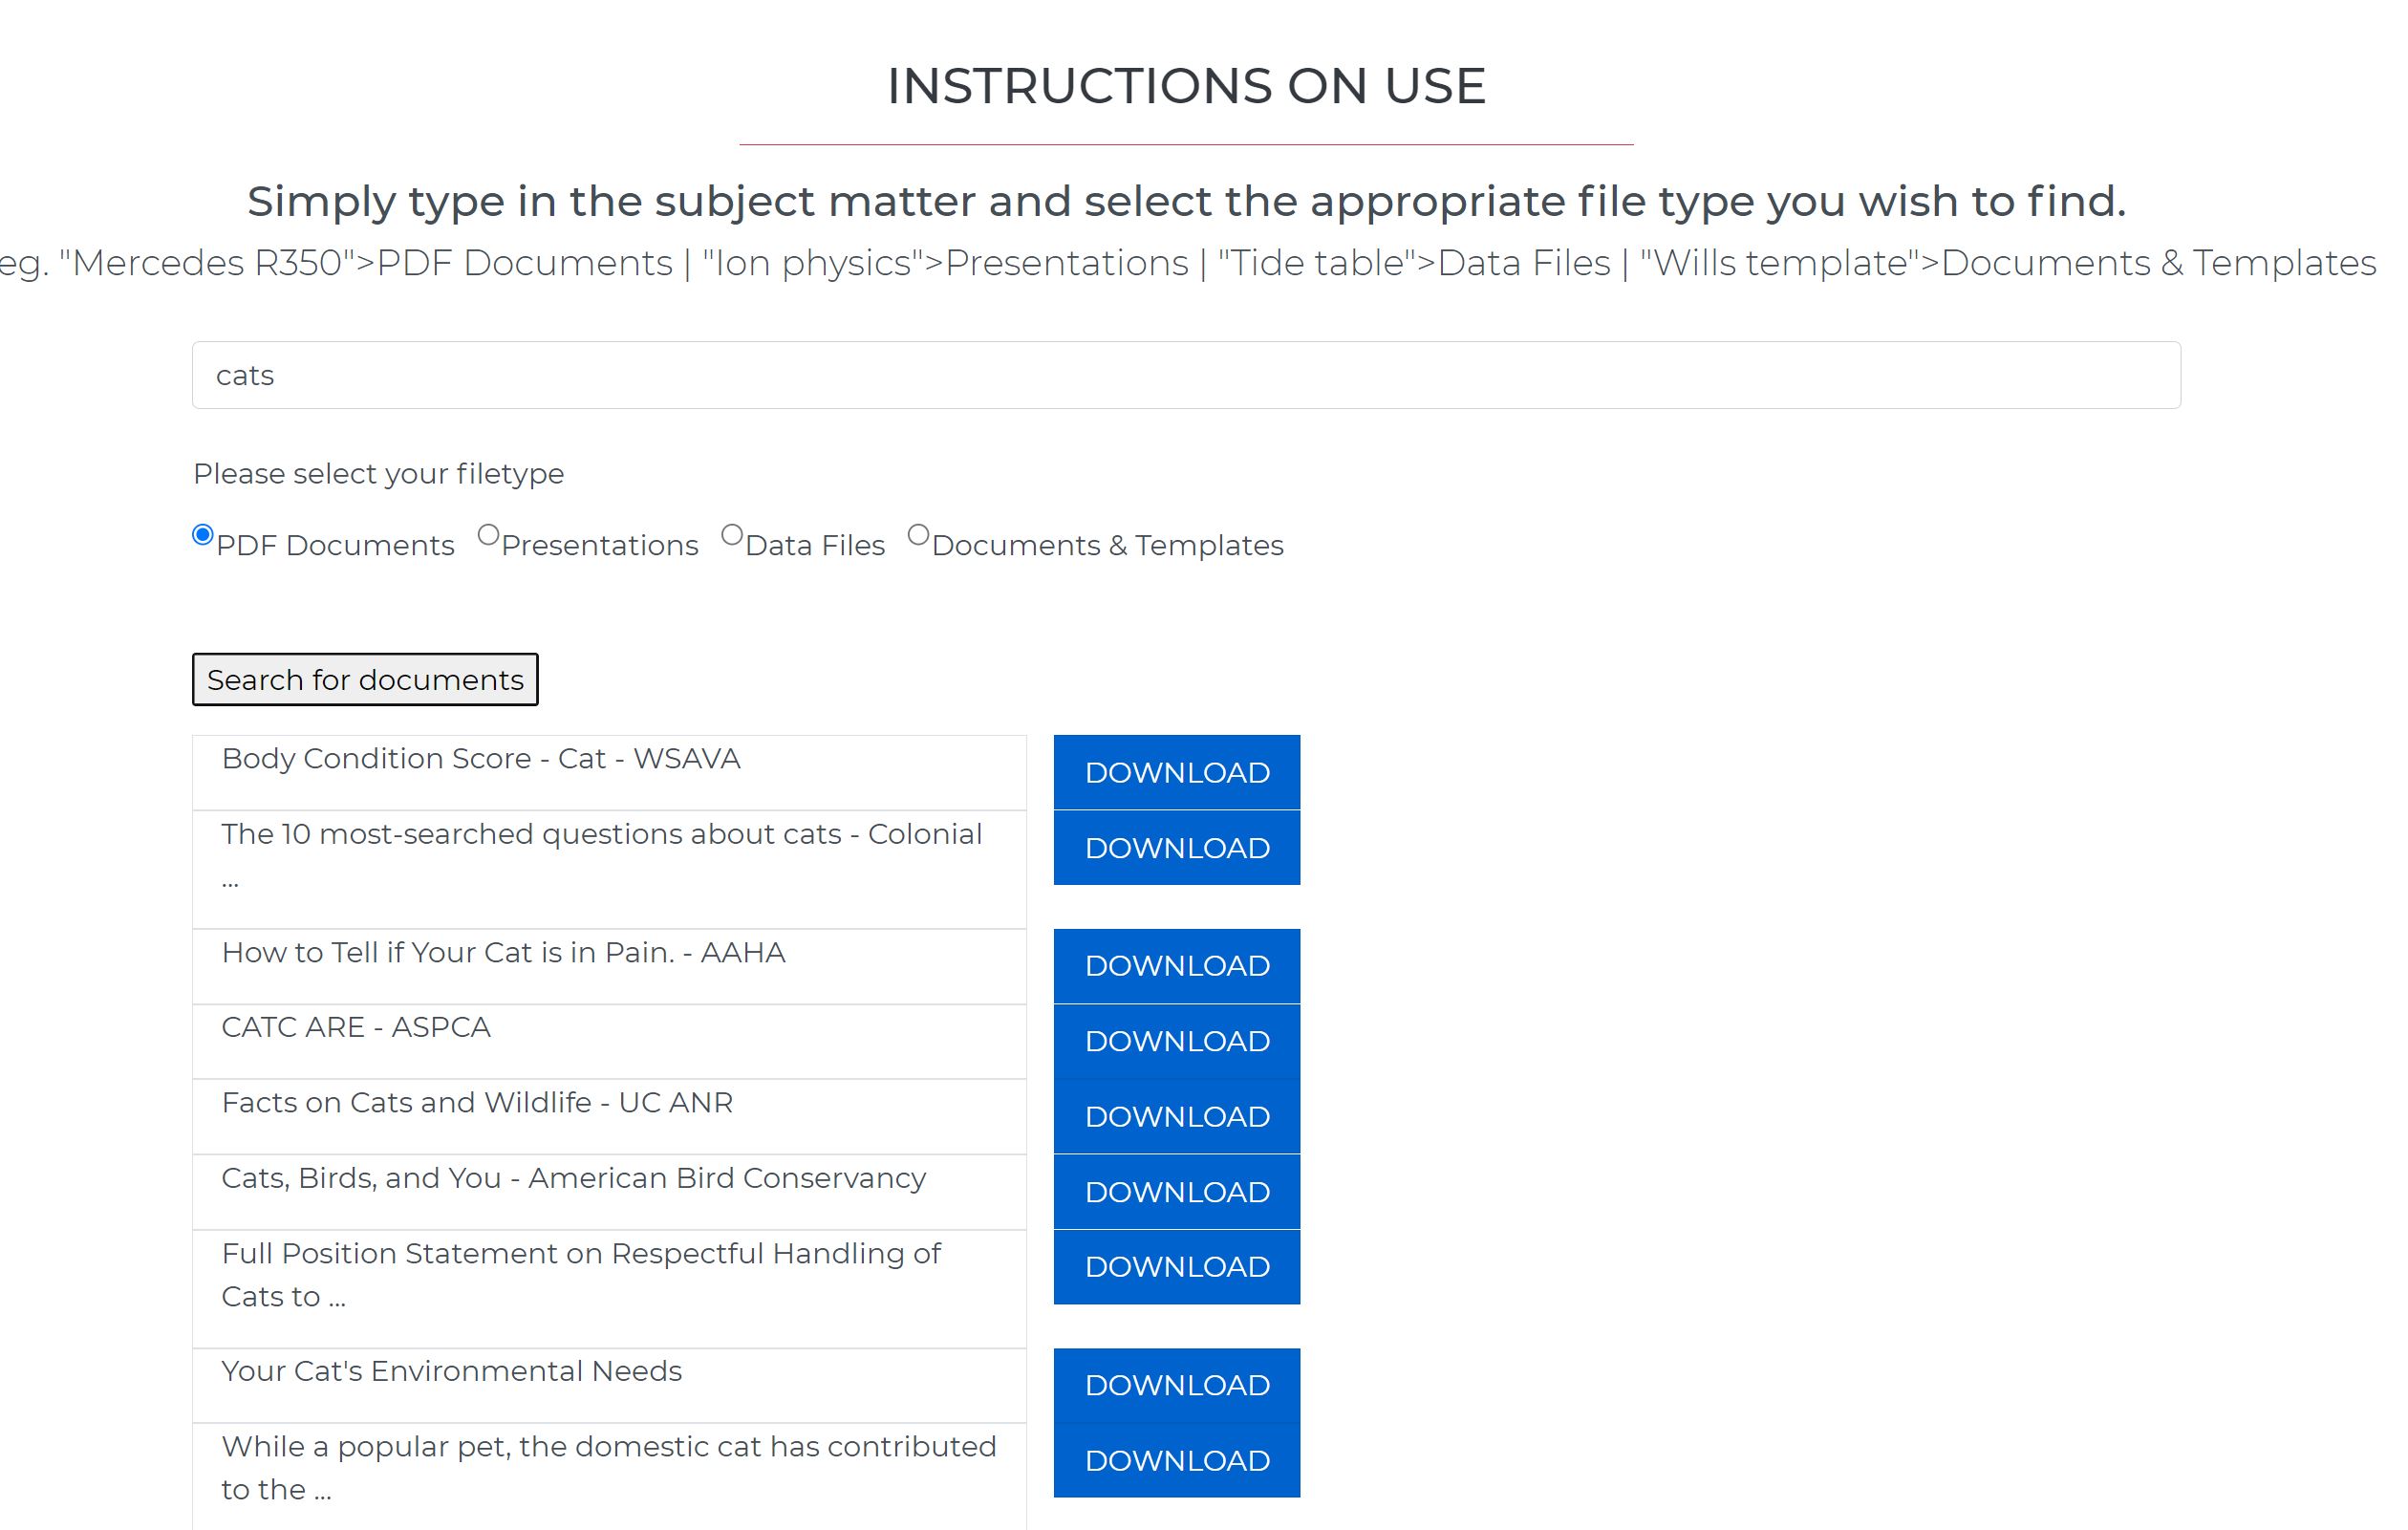 INSTRUCTIONS ON USE
Simply type in the subject matter and select the appropriate file type you wish to find.
eg. "Mercedes R350">PDF Documents | "Ion physics">Presentations | "Tide table">Data Files | "Wills template">Documents & Templates
cats
Please select your filetype
PDF Documents Presentations Data Files Documents & Templates
Search for documents
Body Condition Score - Cat - WSAVA
DOWNLOAD
The 10 most-searched questions about cats - Colonial
...
DOWNLOAD
How to Tell if Your Cat is in Pain. - AAHA
DOWNLOAD
CATC ARE - ASPCA
DOWNLOAD
Facts on Cats and Wildlife - UC ANR
DOWNLOAD
Cats, Birds, and You - American Bird Conservancy
DOWNLOAD
Full Position Statement on Respectful Handling of
Cats to ...
DOWNLOAD
Your Cat's Environmental Needs
DOWNLOAD
While a popular pet, the domestic cat has contributed
to the ...
DOWNLOAD